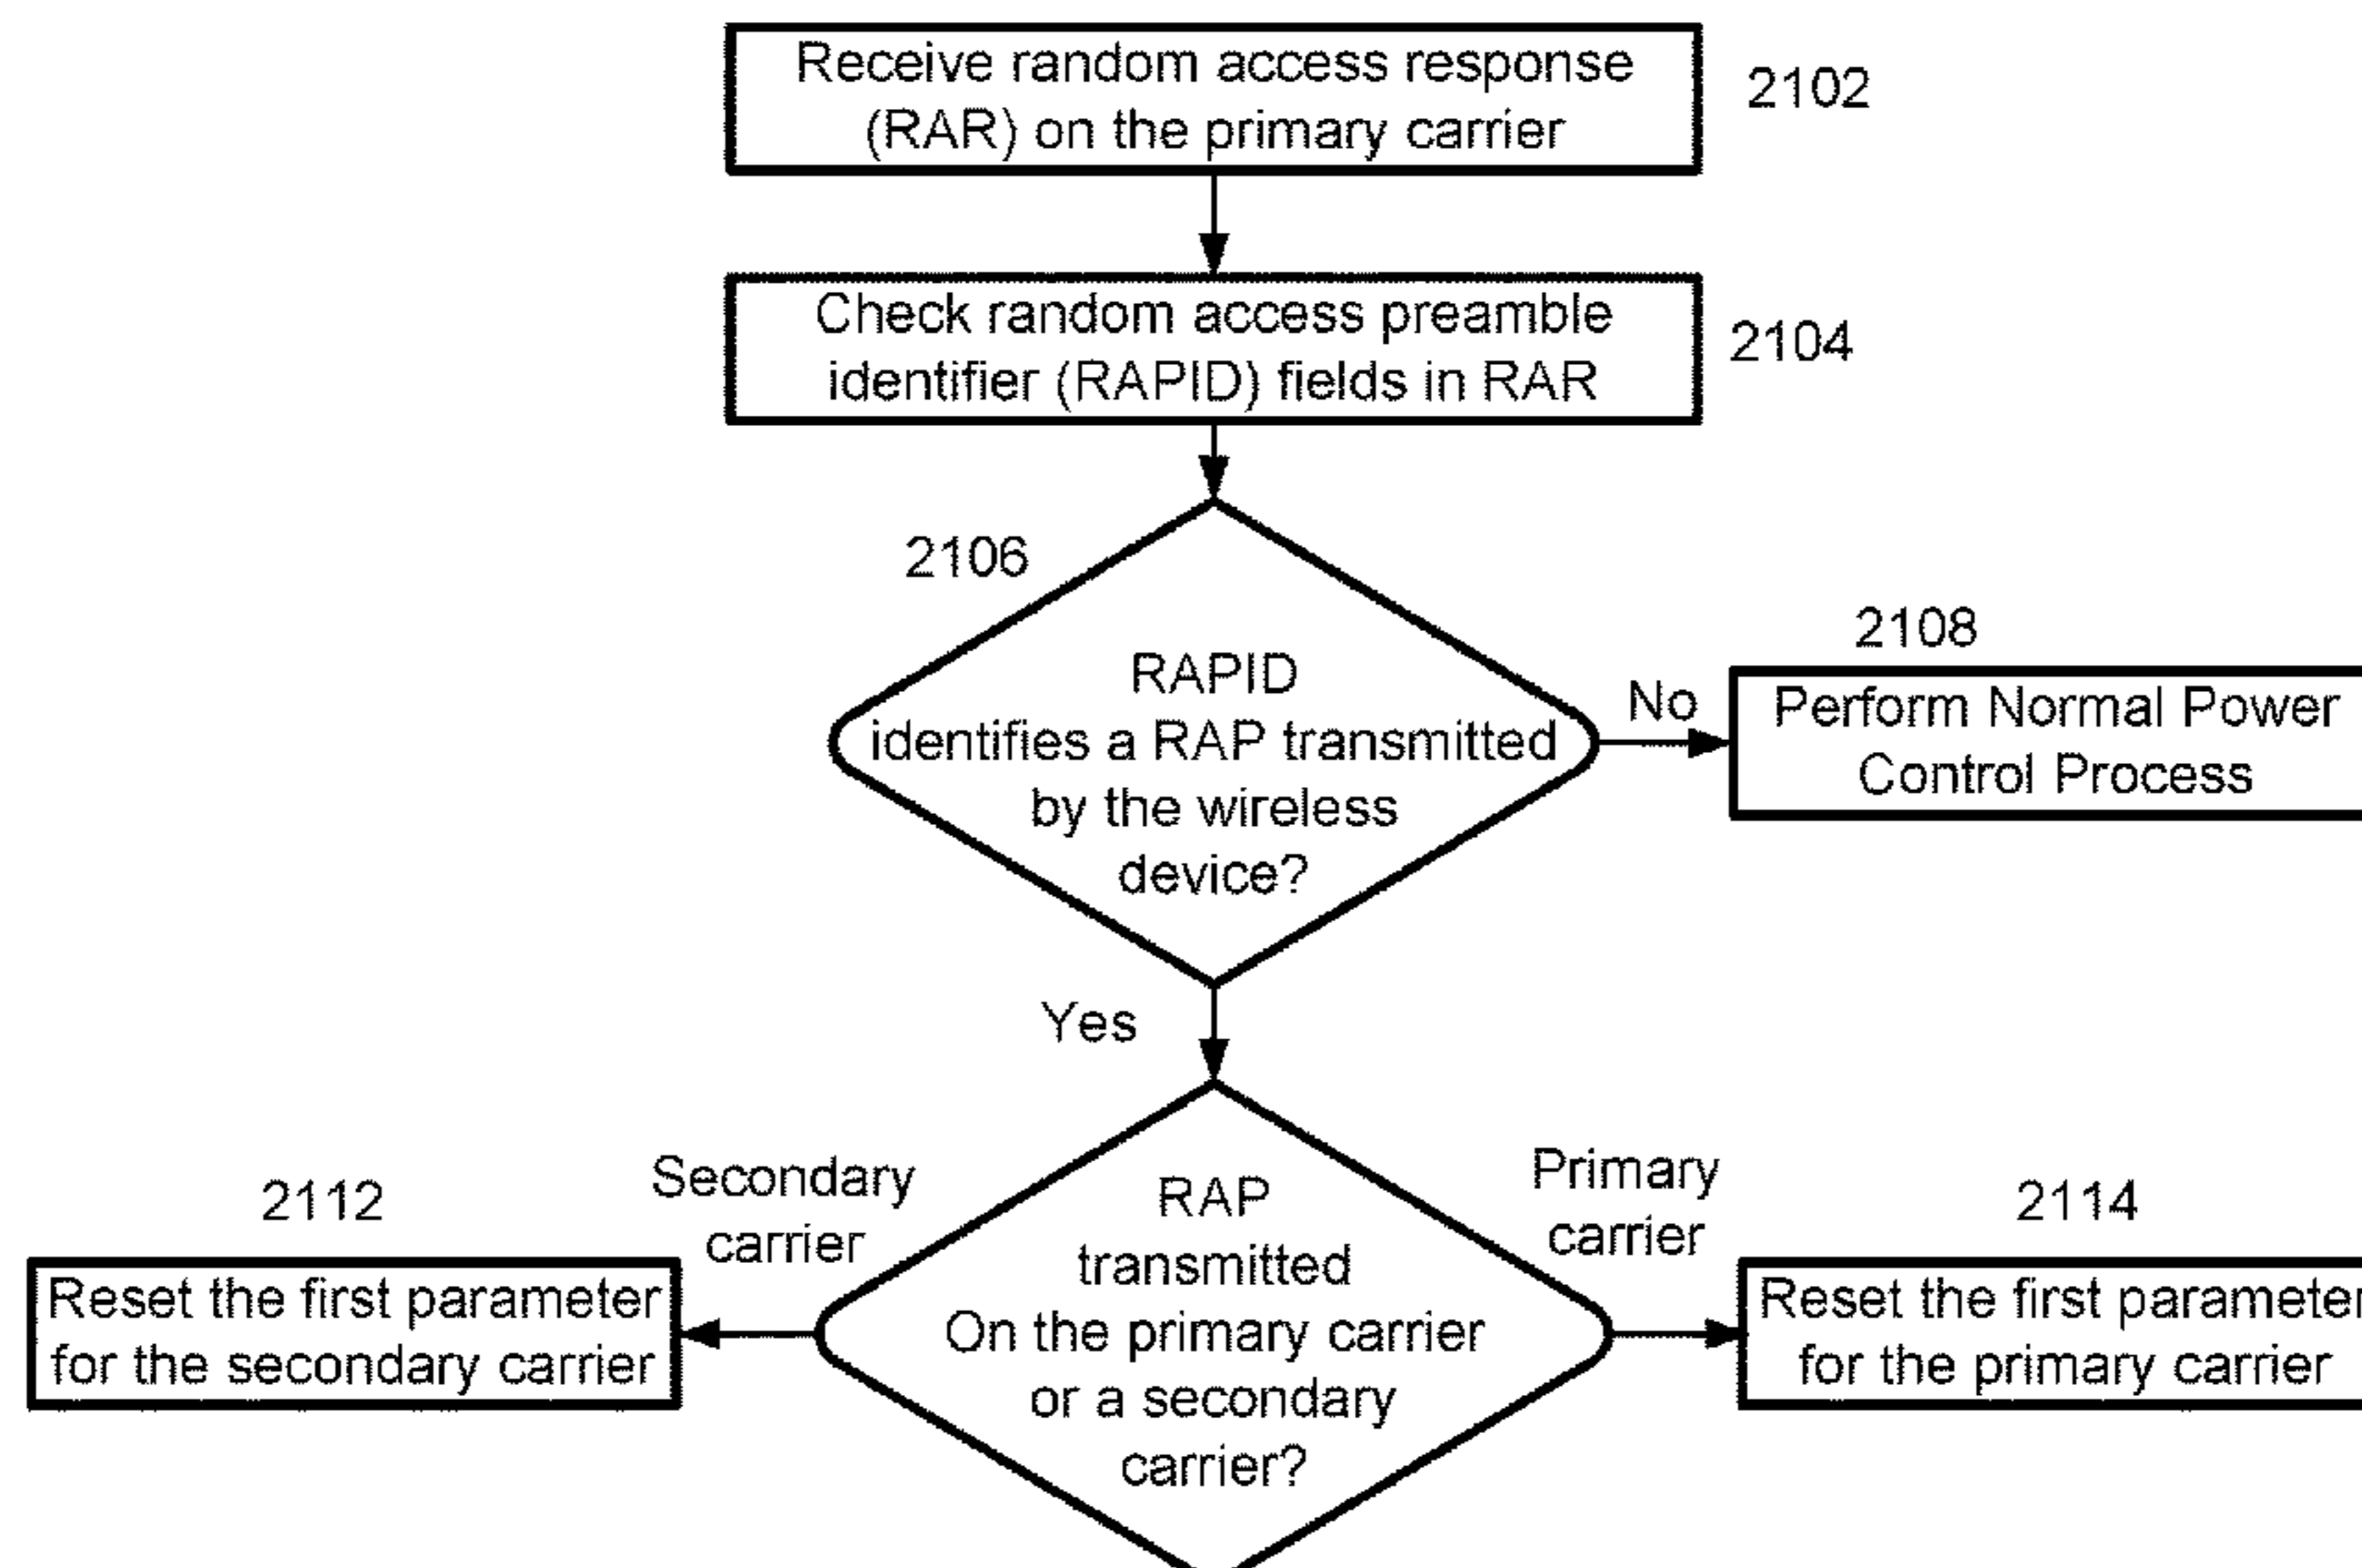 Receive random access response
(RAR) on the primary carrier
2102
Check random access preamble
identifier (RAPID) fields in RAR
2104
2106
RAPID
identifies a RAP transmitted
by the wireless
device?
No
2108
Perform Normal Power
Control Process
Yes
RAP
transmitted
On the primary carrier
or a secondary
carrier?
Secondary
carrier
2112
Reset the first parameter
for the secondary carrier
Primary
carrier
2114
Reset the first parameter
for the primary carrier